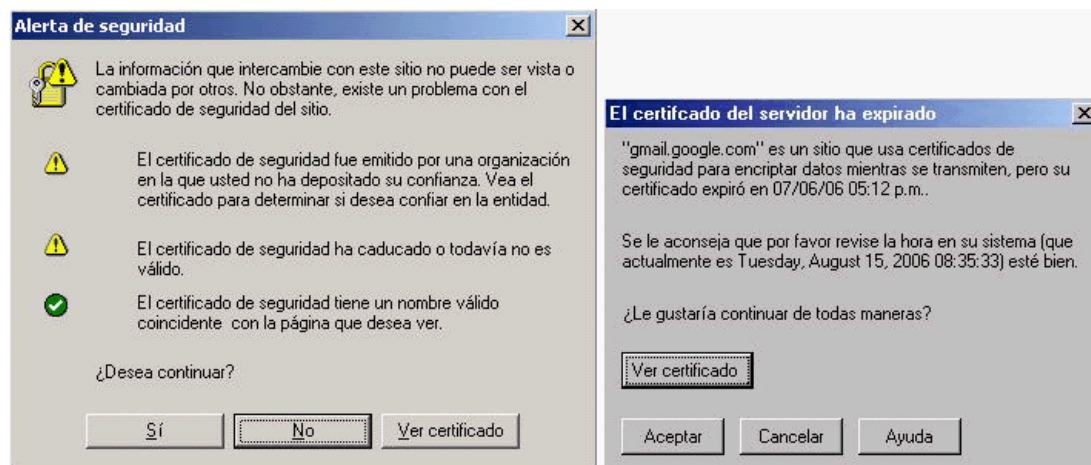 Alerta de seguridad
La información que intercambie con este sitio no puede ser vista o
cambiada por otros. No obstante, existe un problema con el
certificado de seguridad del sitio.
El certificado de seguridad fue emitido por una organización
en la que usted no ha depositado su confianza. Vea el
certificado para determinar si desea confiar en la entidad.
El certificado de seguridad ha caducado o todavía no es
válido.
El certificado de seguridad tiene un nombre válido
coincidente con la página que desea ver.
¿Desea continuar?
Sí
No
Ver certificado
El certifcado del servidor ha expirado
"gmail.google.com" es un sitio que usa certificados de
seguridad para encriptar datos mientras se transmiten, pero su
certificado expiró en 07/06/06 05:12 p.m..
Se le aconseja que por favor revise la hora en su sistema (que
actualmente es Tuesday, August 15, 2006 08:35:33) esté bien.
¿Le gustaría continuar de todas maneras?
Ver certificado
Aceptar
Cancelar
Ayuda